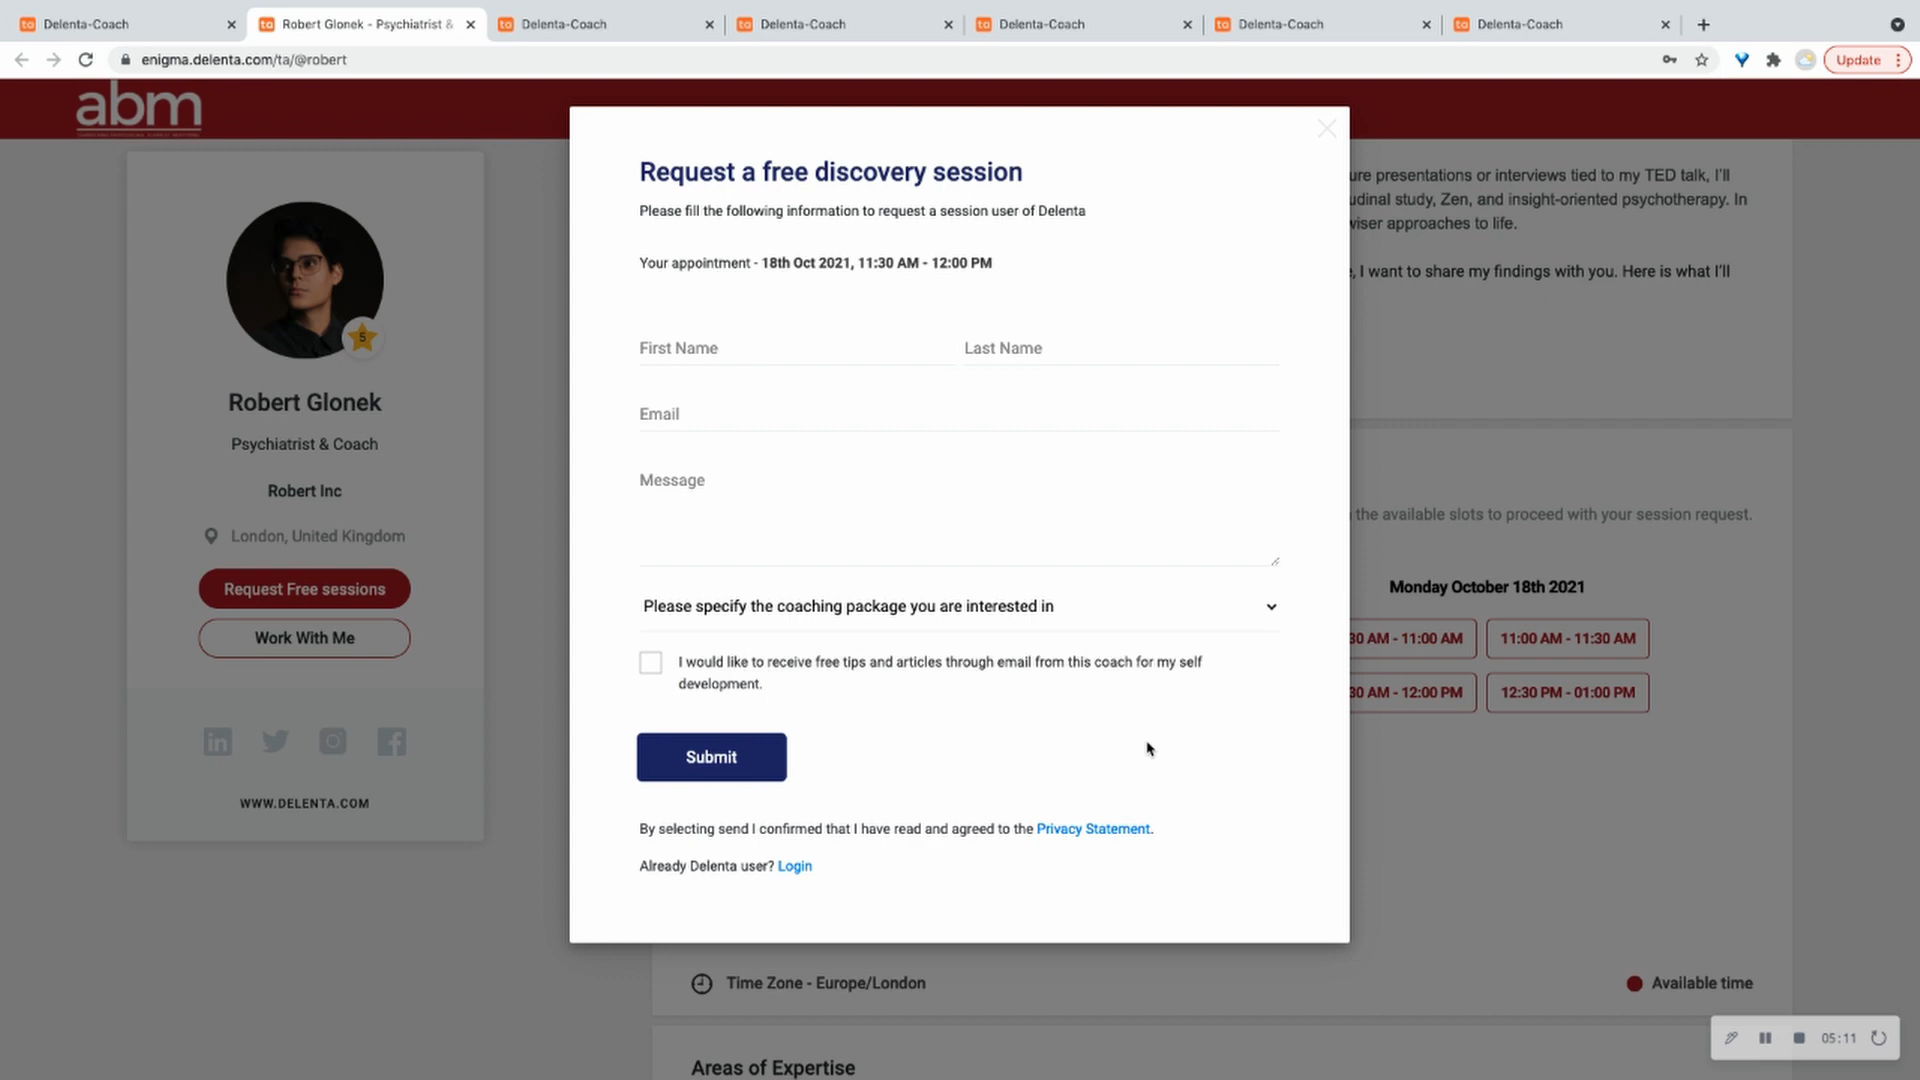 Delenta-Coach
Robert Glonek - Psychiatrist &
Delenta-Coach
Delenta-Coach
Delenta-Coach
Delenta-Coach
Delenta-Coach
enigma.delenta.com/ta/@robert
Update
abm
Robert Glonek
5
Psychiatrist & Coach
Robert Inc
London, United Kingdom
Request Free sessions
Work With Me
WWW.DELENTA.COM
Request a free discovery session
Please fill the following information to request a session user of Delenta
Your appointment - 18th Oct 2021, 11:30 AM - 12:00 PM
First Name
Last Name
Email
Message
Please specify the coaching package you are interested in
I would like to receive free tips and articles through email from this coach for my self
development.
Submit
By selecting send I confirmed that I have read and agreed to the Privacy Statement.
Already Delenta user? Login
ure presentations or interviews tied to my TED talk, I'll
udinal study, Zen, and insight-oriented psychotherapy. In
wiser approaches to life.
, I want to share my findings with you. Here is what I'll
the available slots to proceed with your session request.
Monday October 18th 2021
30 AM - 11:00 AM
11:00 AM - 11:30 AM
30 AM - 12:00 PM
12:30 PM - 01:00 PM
Time Zone - Europe/London
Available time
Areas of Expertise
05:11